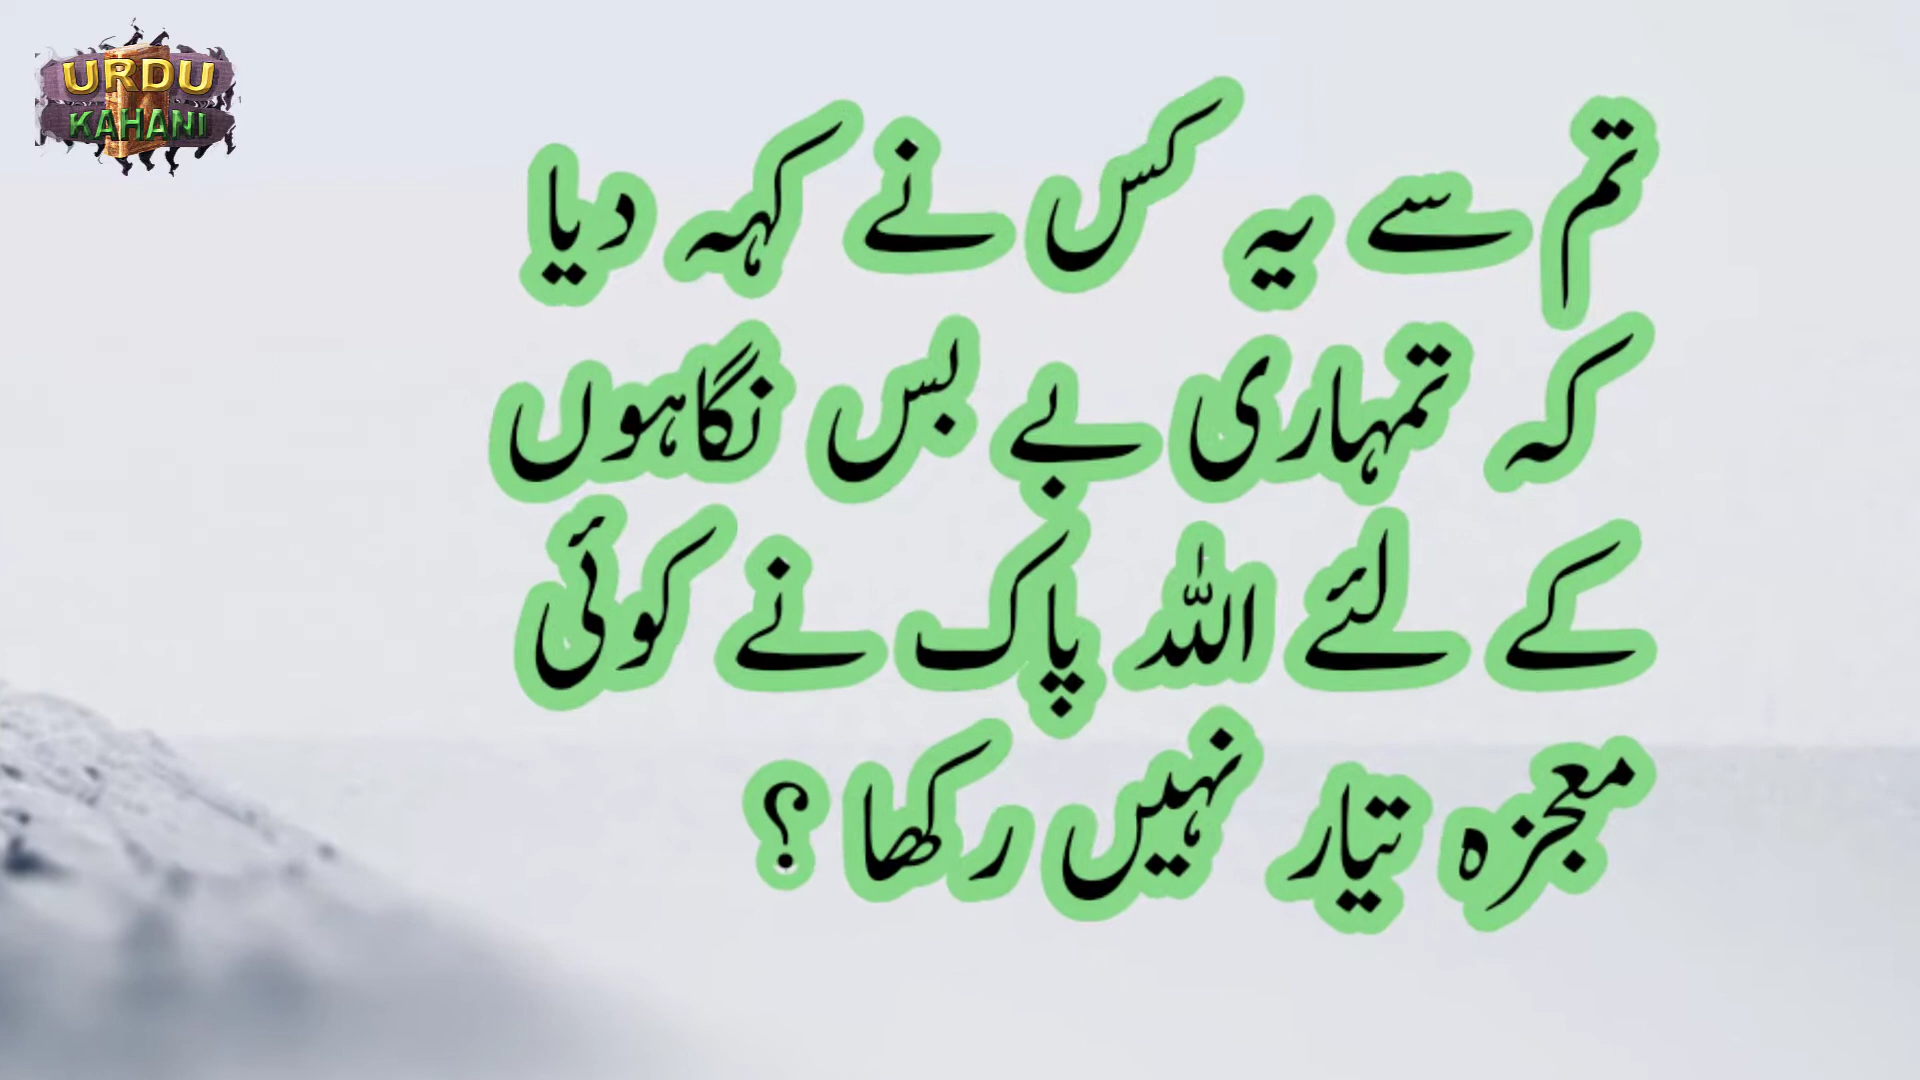 URDU
KAHANI
تم سے یہ کس نے کہہ دیا
کہ تمہاری بے بس نگاہوں
کے لئے اللہ پاک نے کوئی
معجزہ تیار نہیں رکھا ؟